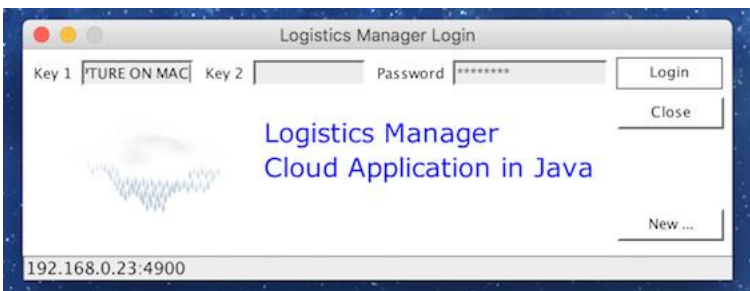 Logistics Manager Login
Key 1 TURE ON MAC Key 2 Password ******** Login
Close
Logistics Manager
Cloud Application in Java
New ...
192.168.0.23:4900